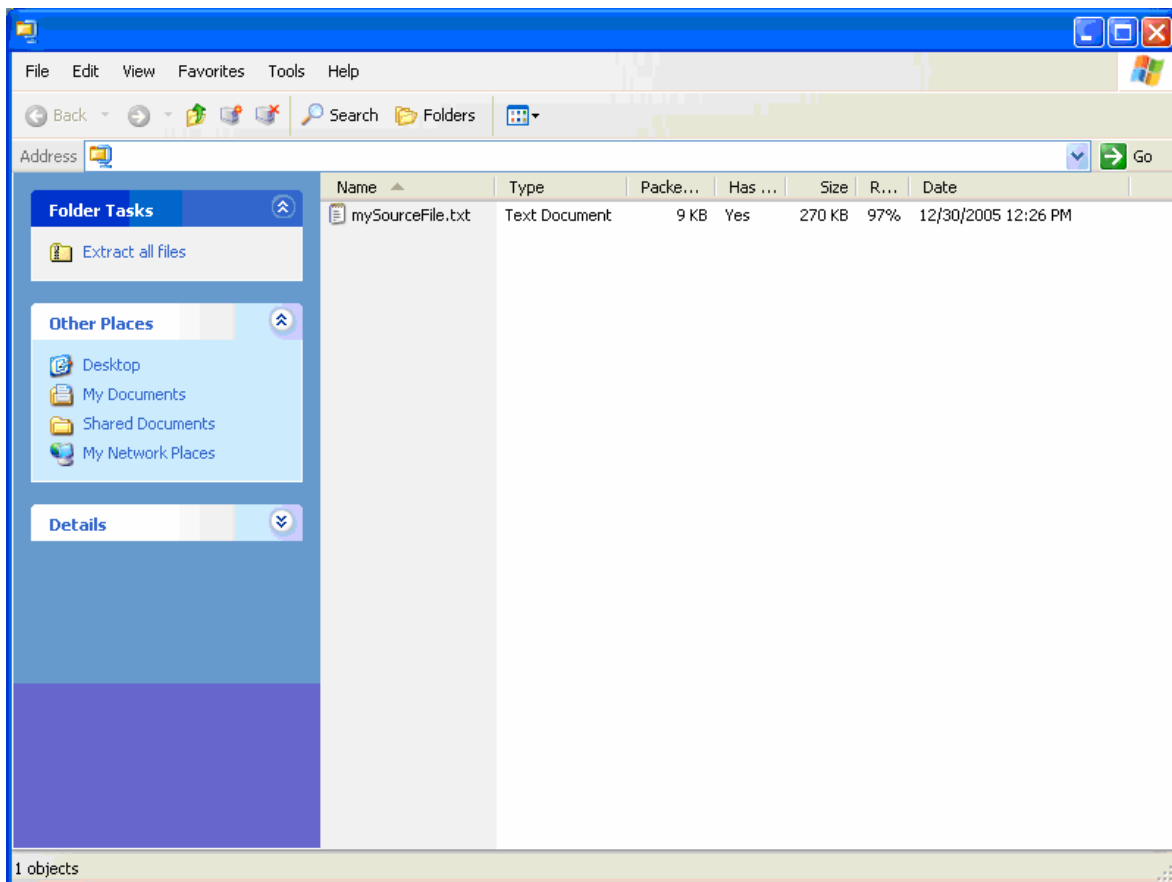 File Edit View Favorites Tools Help
Back Search Folders
Address Go
Folder Tasks
Extract all files
Other Places
Desktop
My Documents
Shared Documents
My Network Places
Details
Name Type Packe... Has ... Size R... Date
mySourceFile.txt Text Document 9 KB Yes 270 KB 97% 12/30/2005 12:26 PM
1 objects